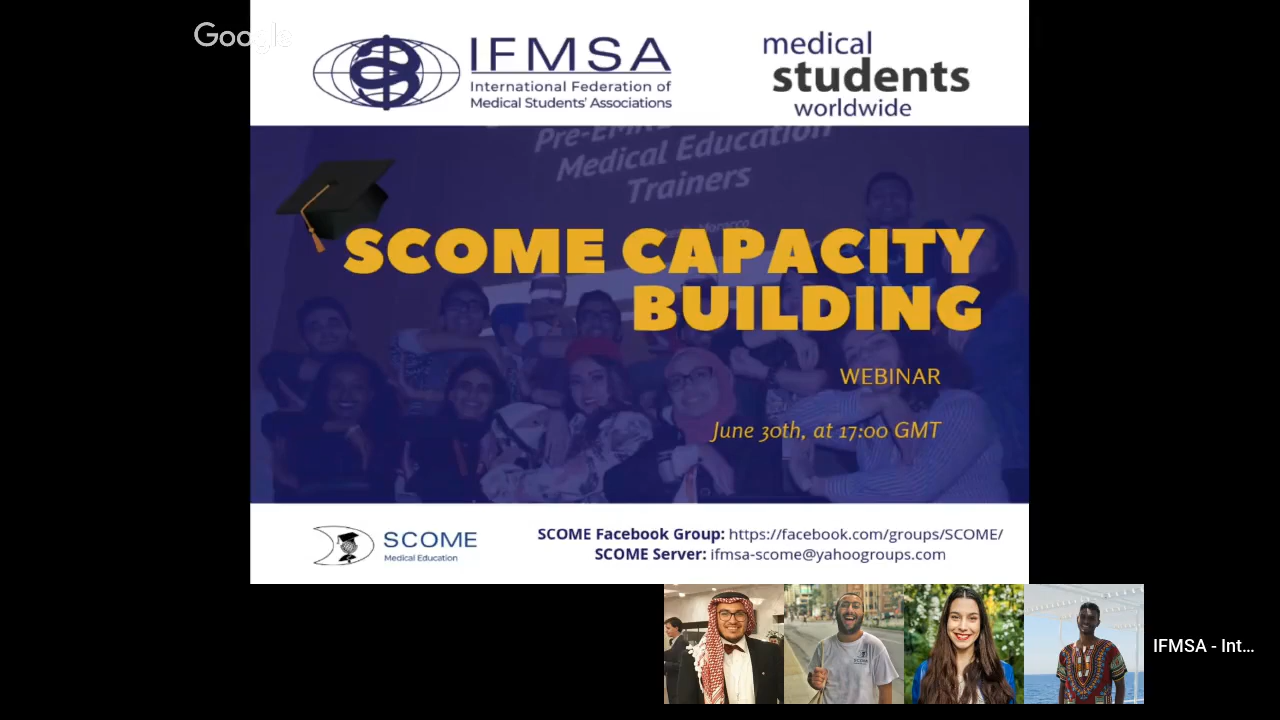 Google
IFMSA
International Federation of
Medical Students' Associations
medical
students
worldwide
Medical Education
Trainers
SCOME CAPACITY
BUILDING
WEBINAR
June 30th, at 17:00 GMT
SCOME
Medical Education
SCOME Facebook Group: https://facebook.com/groups/SCOME/
SCOME Server: ifmsa-scome@yahoogroups.com
SCOME
IFMSA - Int...